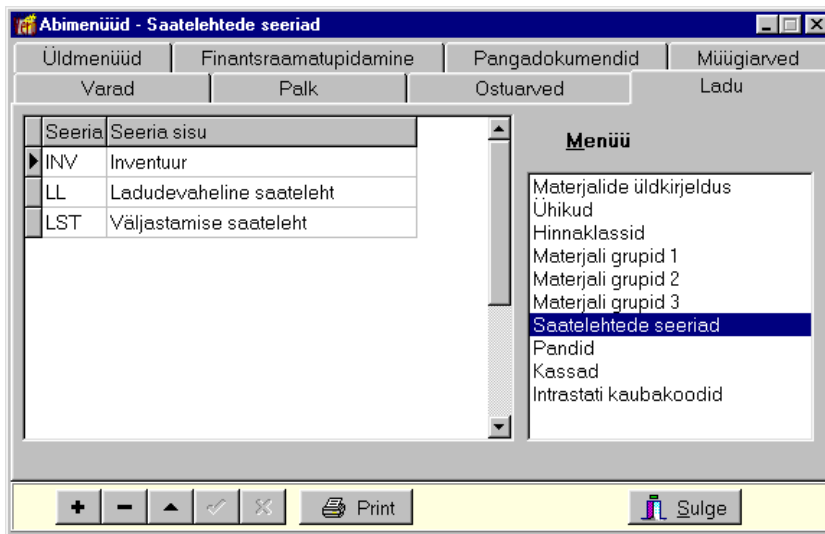 Abimenüüd - Saatelehtede seeriad
Üldmenüüd Finantsraamatupidamine Pangadokumendid Müügiarved
Varad Palk Ostuarved Ladu
Seeria Seeria sisu
INV Inventuur
LL Ladudevaheline saateleht
LST Väljastamise saateleht
Menüü
Materjalide üldkirjeldus
Ühikud
Hinnaklassid
Materjali grupid 1
Materjali grupid 2
Materjali grupid 3
Saatelehtede seeriad
Pandid
Kassad
Intrastati kaubakoodid
Print Sulge